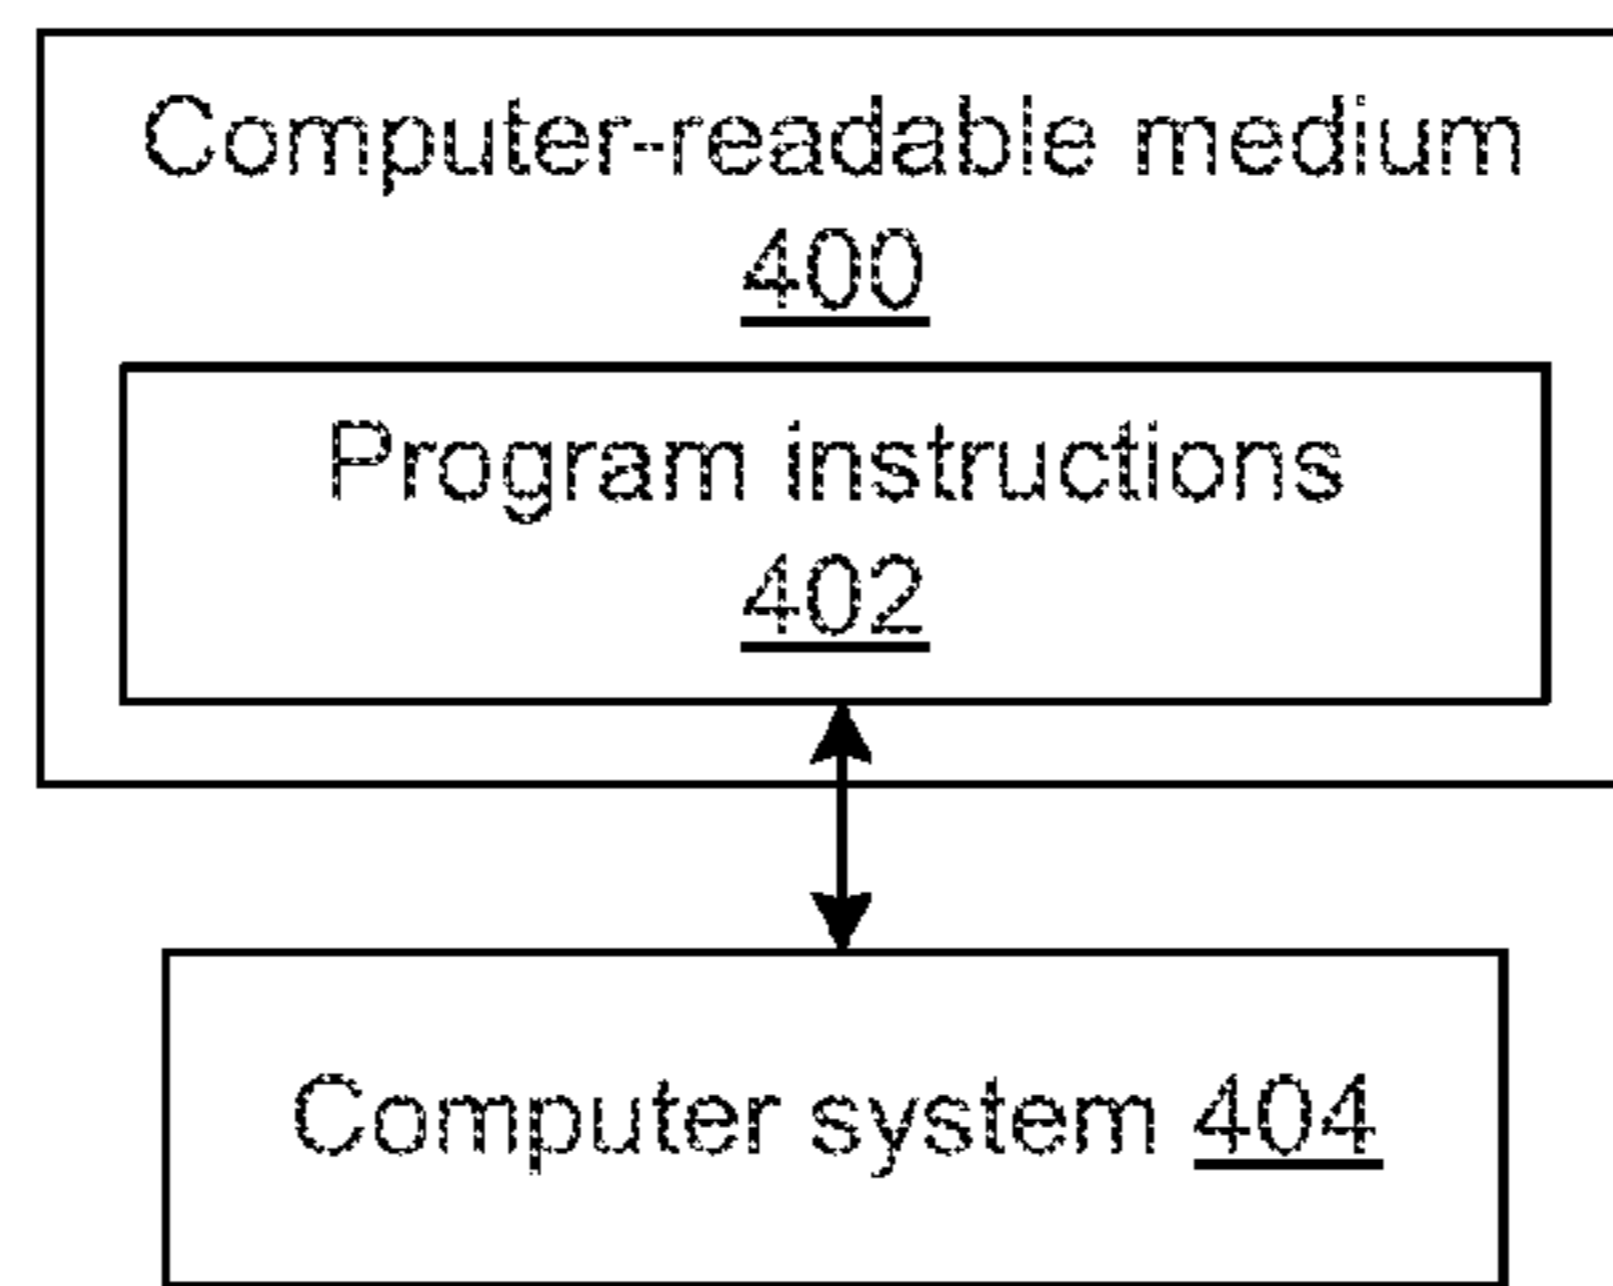 Computer-readable medium
400
Program instructions
402
Computer system 404